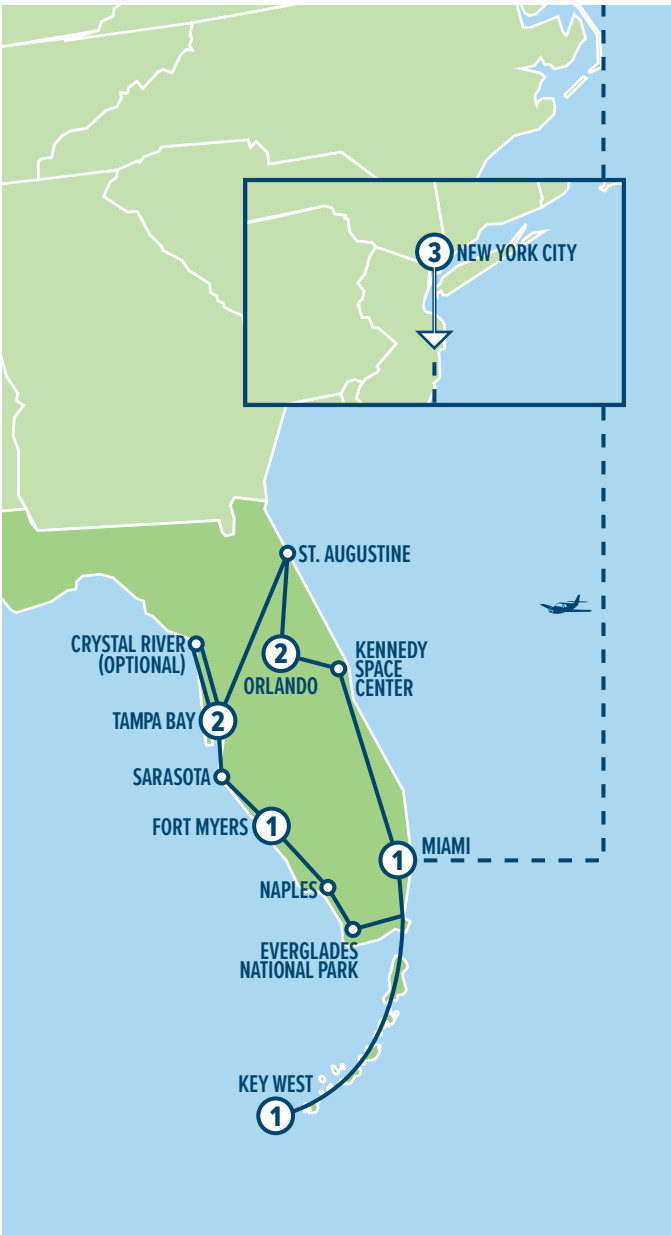 3 NEW YORK CITY
ST. AUGUSTINE
CRYSTAL RIVER
(OPTIONAL)
2
ORLANDO
KENNEDY
SPACE
CENTER
TAMPA BAY 2
SARASOTA
FORT MYERS 1
1 MIAMI
NAPLES
EVERGLADES
NATIONAL PARK
KEY WEST
1